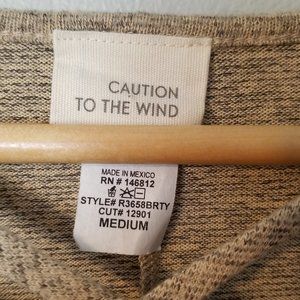 CAUTION
TO THE WIND
MADE IN MEXICO
RN # 146812
STYLE# R3658BRTY
CUT# 12901
MEDIUM